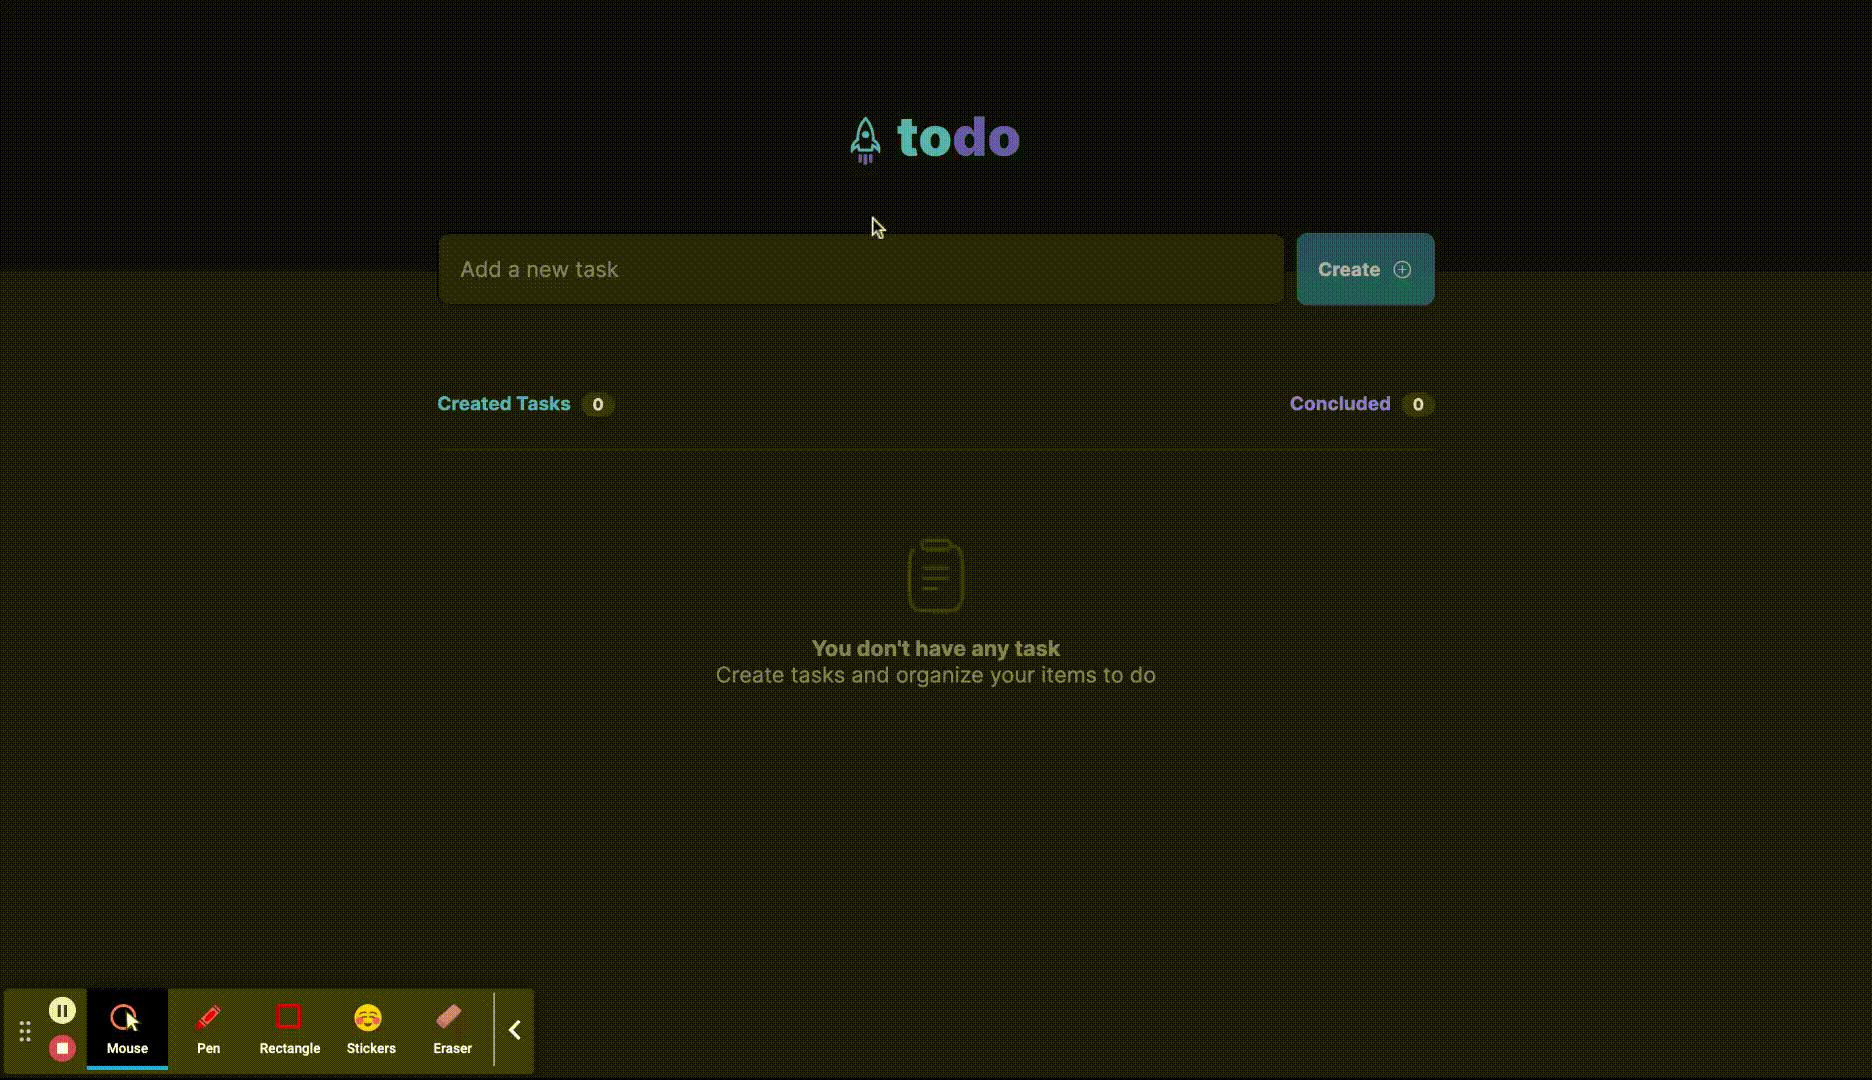 todo
Add a new task
Create
Created Tasks 0
Concluded 0
You don't have any task
Create tasks and organize your items to do
Mouse
Pen
Rectangle
Stickers
Eraser